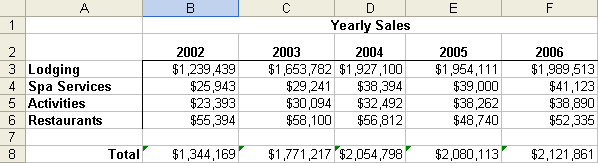 A B C D E F
1 Yearly Sales
2 2002 2003 2004 2005 2006
3 Lodging $1,239,439 $1,653,782 $1,927,100 $1,954,111 $1,989,513
4 Spa Services $25,943 $29,241 $38,394 $39,000 $41,123
5 Activities $23,393 $30,094 $32,492 $38,262 $38,890
6 Restaurants $55,394 $58,100 $56,812 $48,740 $52,335
7
8 Total $1,344,169 $1,771,217 $2,054,798 $2,080,113 $2,121,861